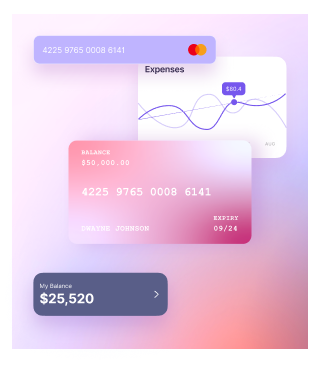 4225 9765 0008 6141
Expenses
$80.4
AUG
BALANCE
$50,000.00
4225 9765 0008 6141
EXPIRY
DWAYNE JOHNSON
09/24
My Balance
$25,520